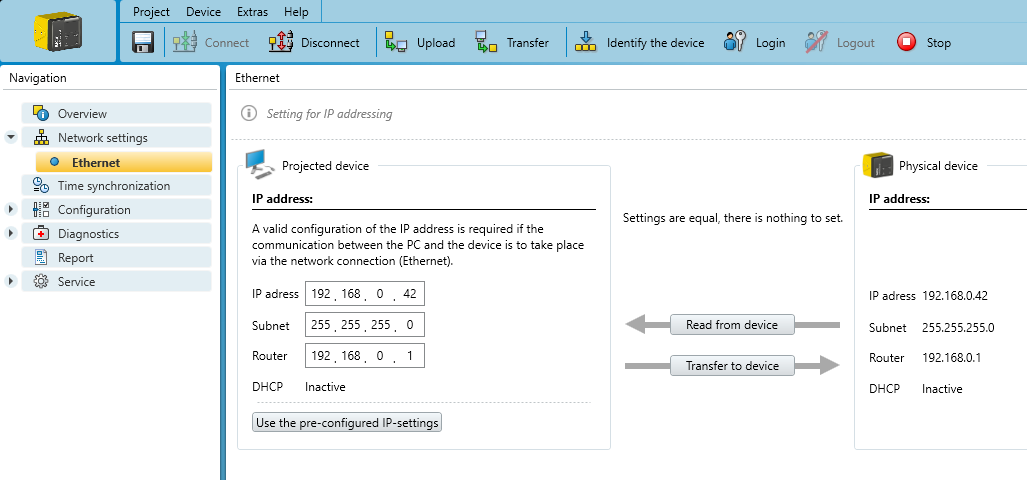 Project Device Extras Help
Connect Disconnect Upload Transfer Identify the device Login Logout Stop
Navigation
Overview
Network settings
Ethernet
Time synchronization
Configuration
Diagnostics
Report
Service
Ethernet
Setting for IP addressing
Projected device
IP address:
A valid configuration of the IP address is required if the
communication between the PC and the device is to take place
via the network connection (Ethernet).
IP adress 192 . 168 . 0 . 42
Subnet 255 . 255 . 255 . 0
Router 192 . 168 . 0 . 1
DHCP Inactive
Use the pre-configured IP-settings
Settings are equal, there is nothing to set.
Read from device
Transfer to device
Physical device
IP address:
IP adress 192.168.0.42
Subnet 255.255.255.0
Router 192.168.0.1
DHCP Inactive